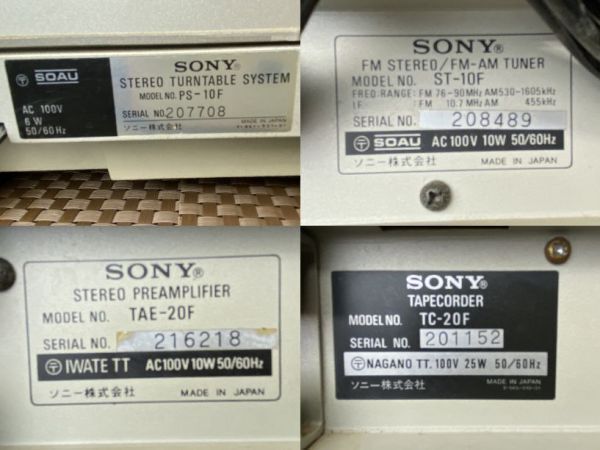 SONY®
STEREO TURNTABLE SYSTEM
MODEL NO. PS-10F
SERIAL NO. 207708
ソニー株式会社 MADE IN JAPAN
〒 SOAU
AC 100V
6 W
50/60Hz
SONY®
FM STEREO/FM-AM TUNER
MODEL NO. ST-10F
FREQ. RANGE: FM 76-90MHz AM 530-1605kHz
I.F. FM 10.7 MHz AM 455kHz
SERIAL NO. 208489
〒 SOAU AC 100V 10W 50/60Hz
ソニー株式会社 MADE IN JAPAN
SONY®
STEREO PREAMPLIFIER
MODEL NO. TAE-20F
SERIAL NO. 216218
〒 IWATE TT AC100V 10W 50/60Hz
ソニー株式会社 MADE IN JAPAN
SONY®
TAPECORDER
MODEL NO. TC-20F
SERIAL NO. 201152
〒 NAGANO TT. 100V 25W 50/60Hz
ソニー株式会社 MADE IN JAPAN